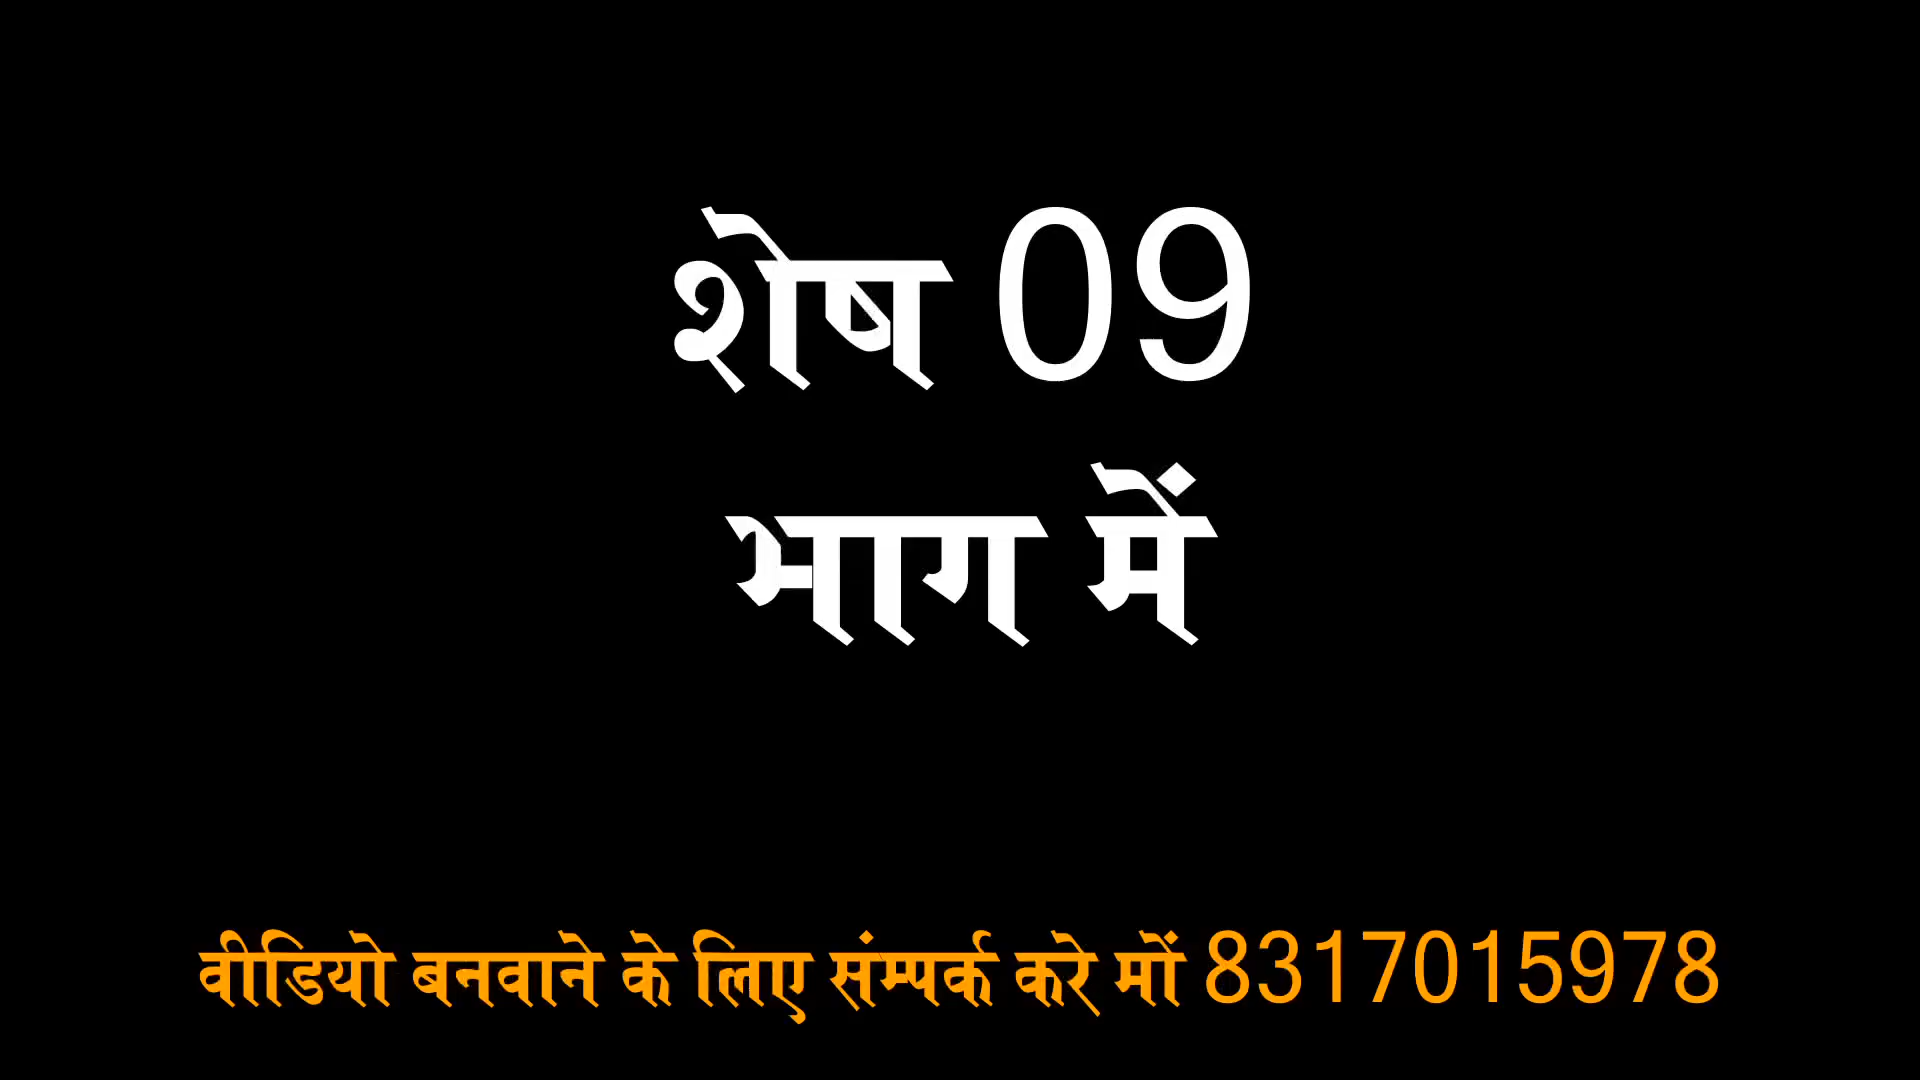 शेष 09
भाग में
वीडियो बनवाने के लिए संम्पर्क करे मों 8317015978